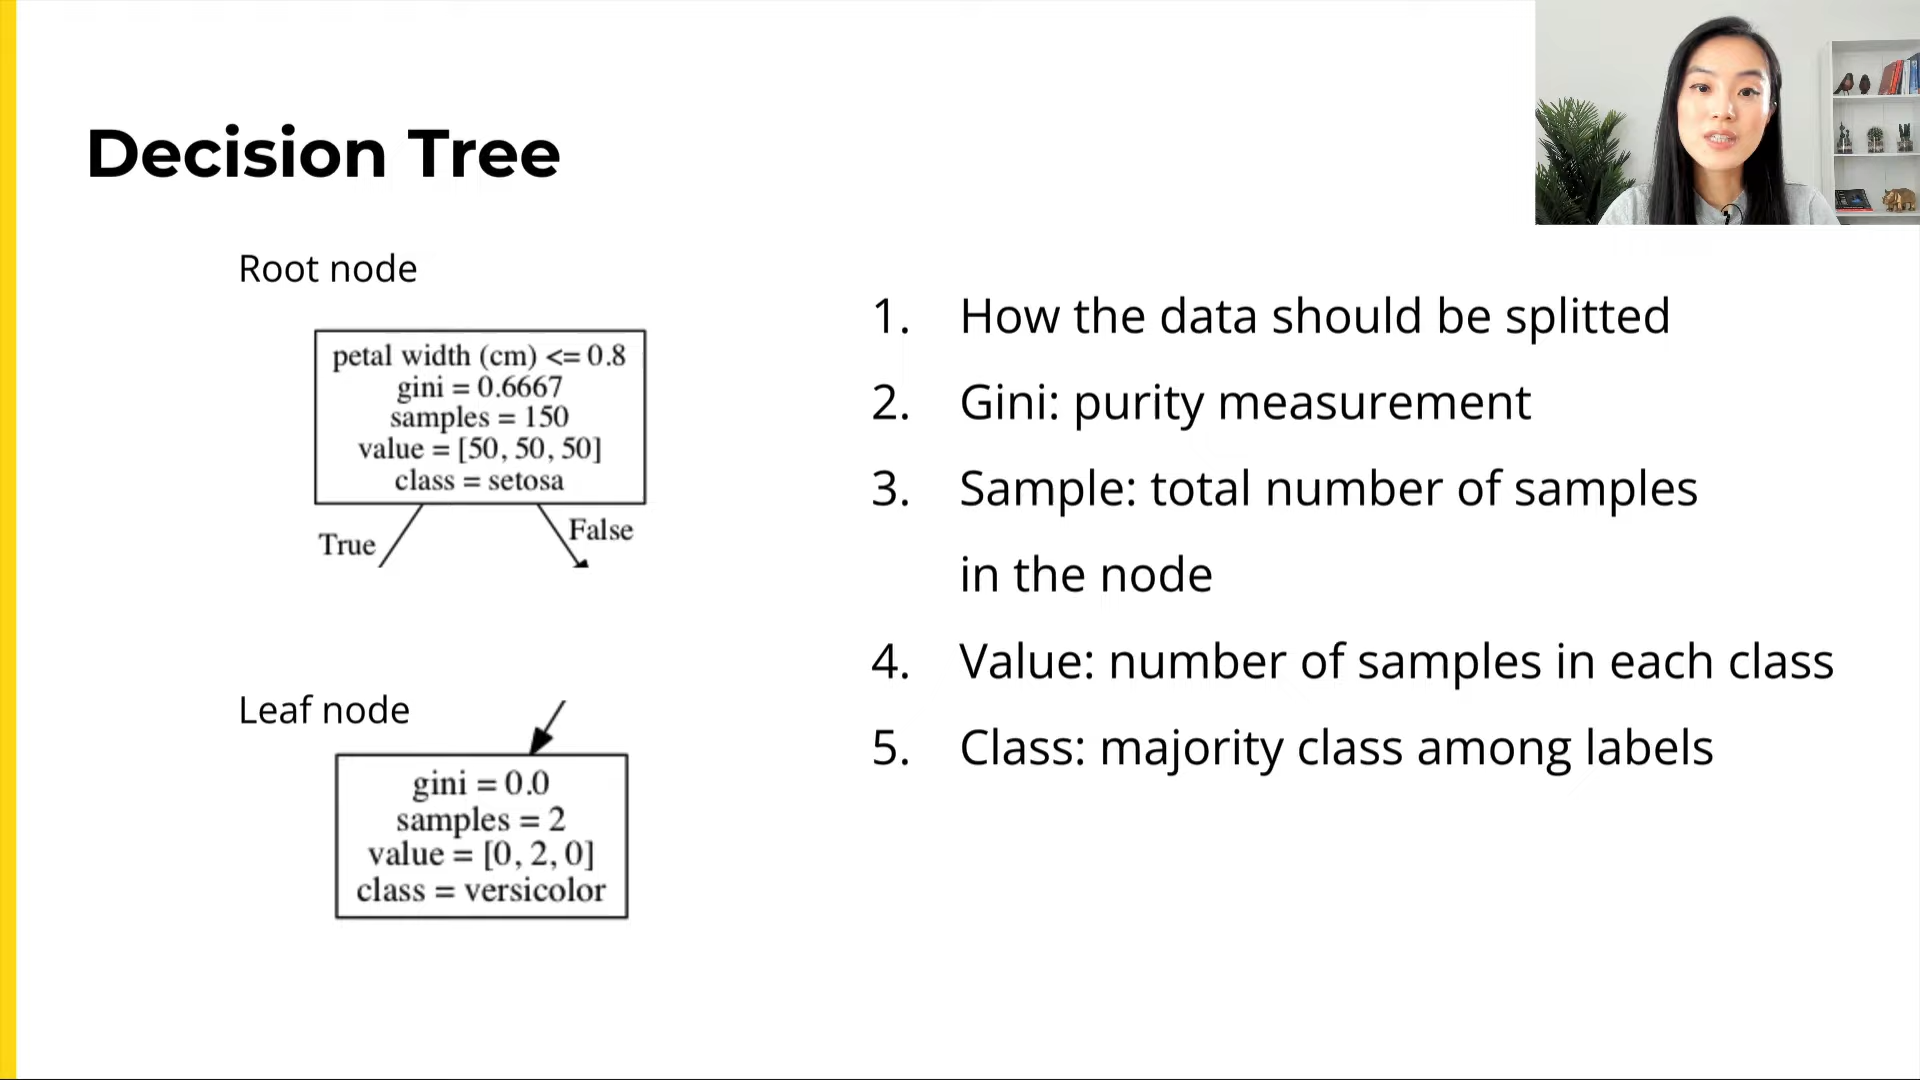 Decision Tree
Root node
petal width (cm) <= 0.8
gini = 0.6667
samples = 150
value = [50, 50, 50]
class = setosa
True
False
Leaf node
gini = 0.0
samples = 2
value = [0, 2, 0]
class = versicolor
1. How the data should be splitted
2. Gini: purity measurement
3. Sample: total number of samples
in the node
4. Value: number of samples in each class
5. Class: majority class among labels